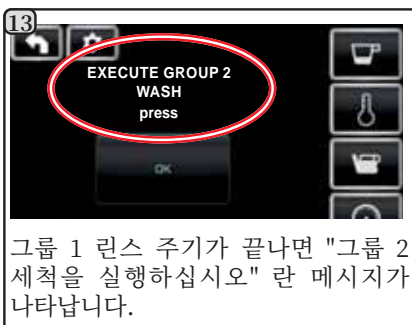 13
EXECUTE GROUP 2
WASH
press
OK
그룹 1 린스 주기가 끝나면 "그룹 2
세척을 실행하십시오" 란 메시지가
나타납니다.